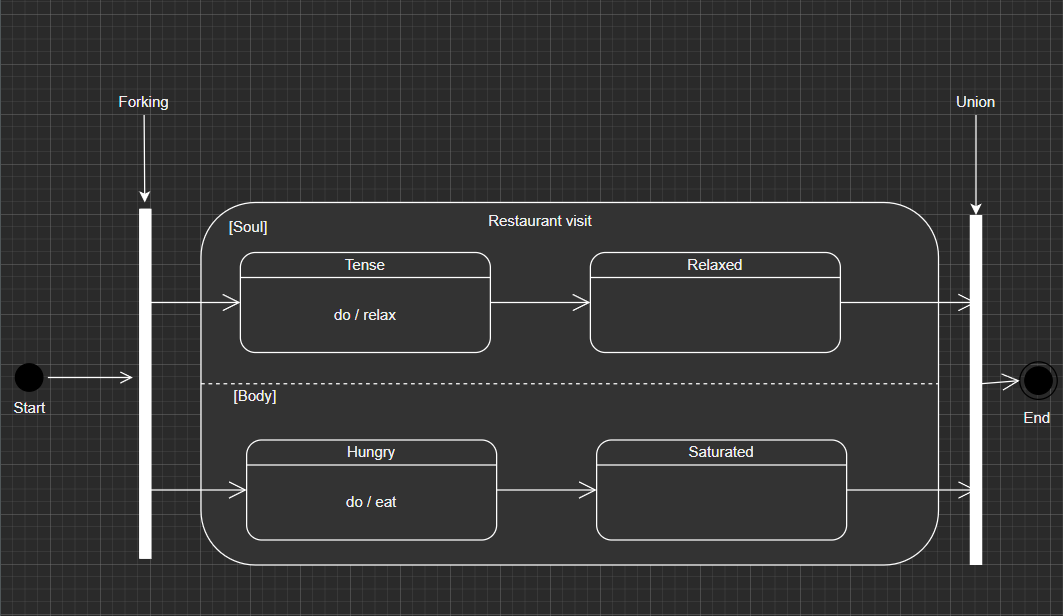 Forking
Union
Restaurant visit
[Soul]
Tense
Relaxed
do / relax
Start
[Body]
End
Hungry
Saturated
do / eat